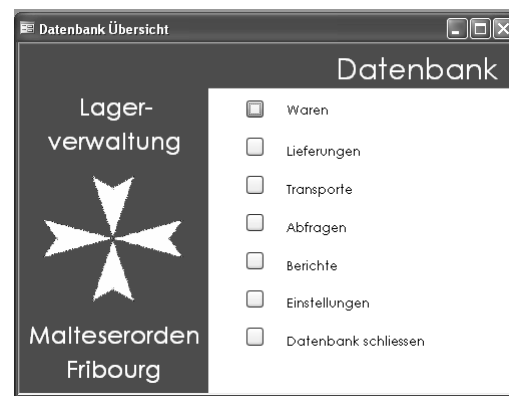 Datenbank Übersicht
Datenbank
Lager-
verwaltung
Malteserorden
Fribourg
Waren
Lieferungen
Transporte
Abfragen
Berichte
Einstellungen
Datenbank schliessen